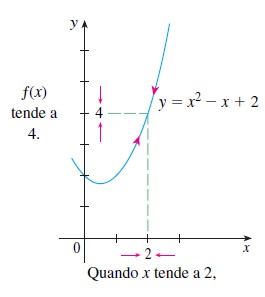 y
f(x)
tende a
4.
4
y = x² – x + 2
0
2
x
Quando x tende a 2,